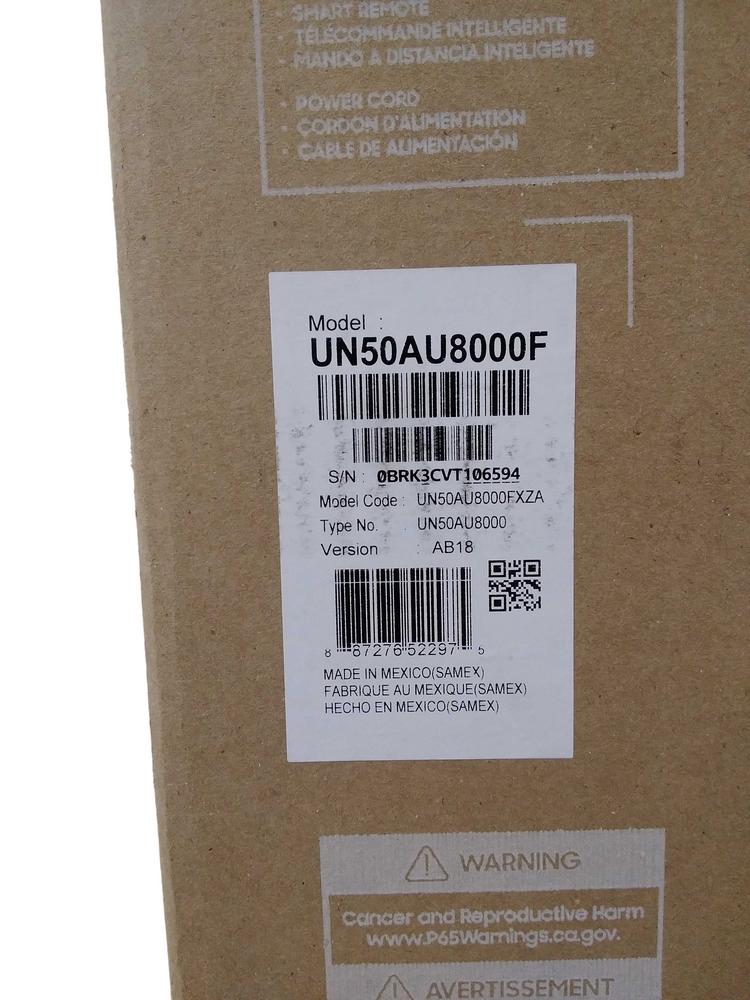 · SMART REMOTE
· TÉLÉCOMMANDE INTELLIGENTE
· MANDO A DISTANCIA INTELIGENTE
· POWER CORD
· CORDON D'ALIMENTATION
· CABLE DE ALIMENTACIÓN
Model :
UN50AU8000F
S/N : 0BRK3CVT106594
Model Code : UN50AU8000FXZA
Type No. UN50AU8000
Version : AB18
8 87276 52297 5
MADE IN MEXICO(SAMEX)
FABRIQUE AU MEXIQUE(SAMEX)
HECHO EN MEXICO(SAMEX)
WARNING
Cancer and Reproductive Harm
www.P65Warnings.ca.gov.
AVERTISSEMENT